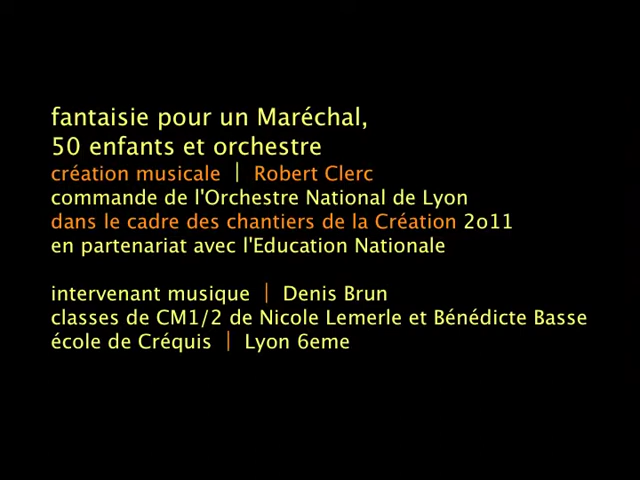 fantaisie pour un Maréchal,
50 enfants et orchestre
création musicale | Robert Clerc
commande de l'Orchestre National de Lyon
dans le cadre des chantiers de la Création 2o11
en partenariat avec l'Education Nationale
intervenant musique | Denis Brun
classes de CM1/2 de Nicole Lemerle et Bénédicte Basse
école de Créquis | Lyon 6eme